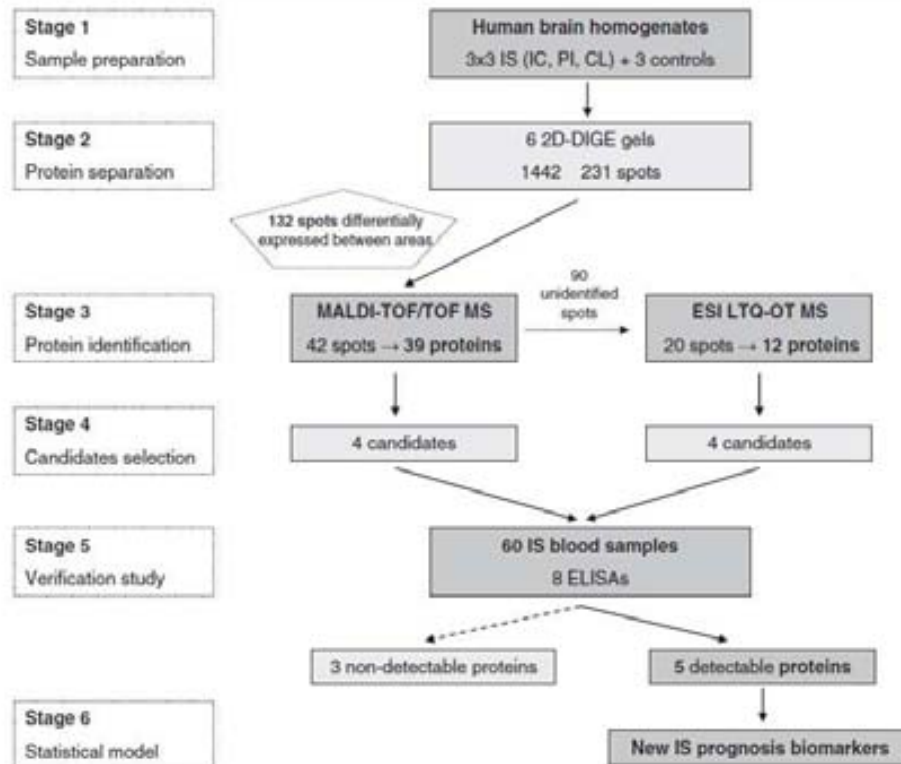 Stage 1
Sample preparation
Human brain homogenates
3x3 IS (IC, PI, CL) + 3 controls
Stage 2
Protein separation
6 2D-DIGE gels
1442 231 spots
132 spots differentially
expressed between areas
Stage 3
Protein identification
MALDI-TOF/TOF MS
42 spots → 39 proteins
90
unidentified
spots
ESI LTQ-OT MS
20 spots → 12 proteins
Stage 4
Candidates selection
4 candidates
4 candidates
Stage 5
Verification study
60 IS blood samples
8 ELISAs
3 non-detectable proteins
5 detectable proteins
Stage 6
Statistical model
New IS prognosis biomarkers